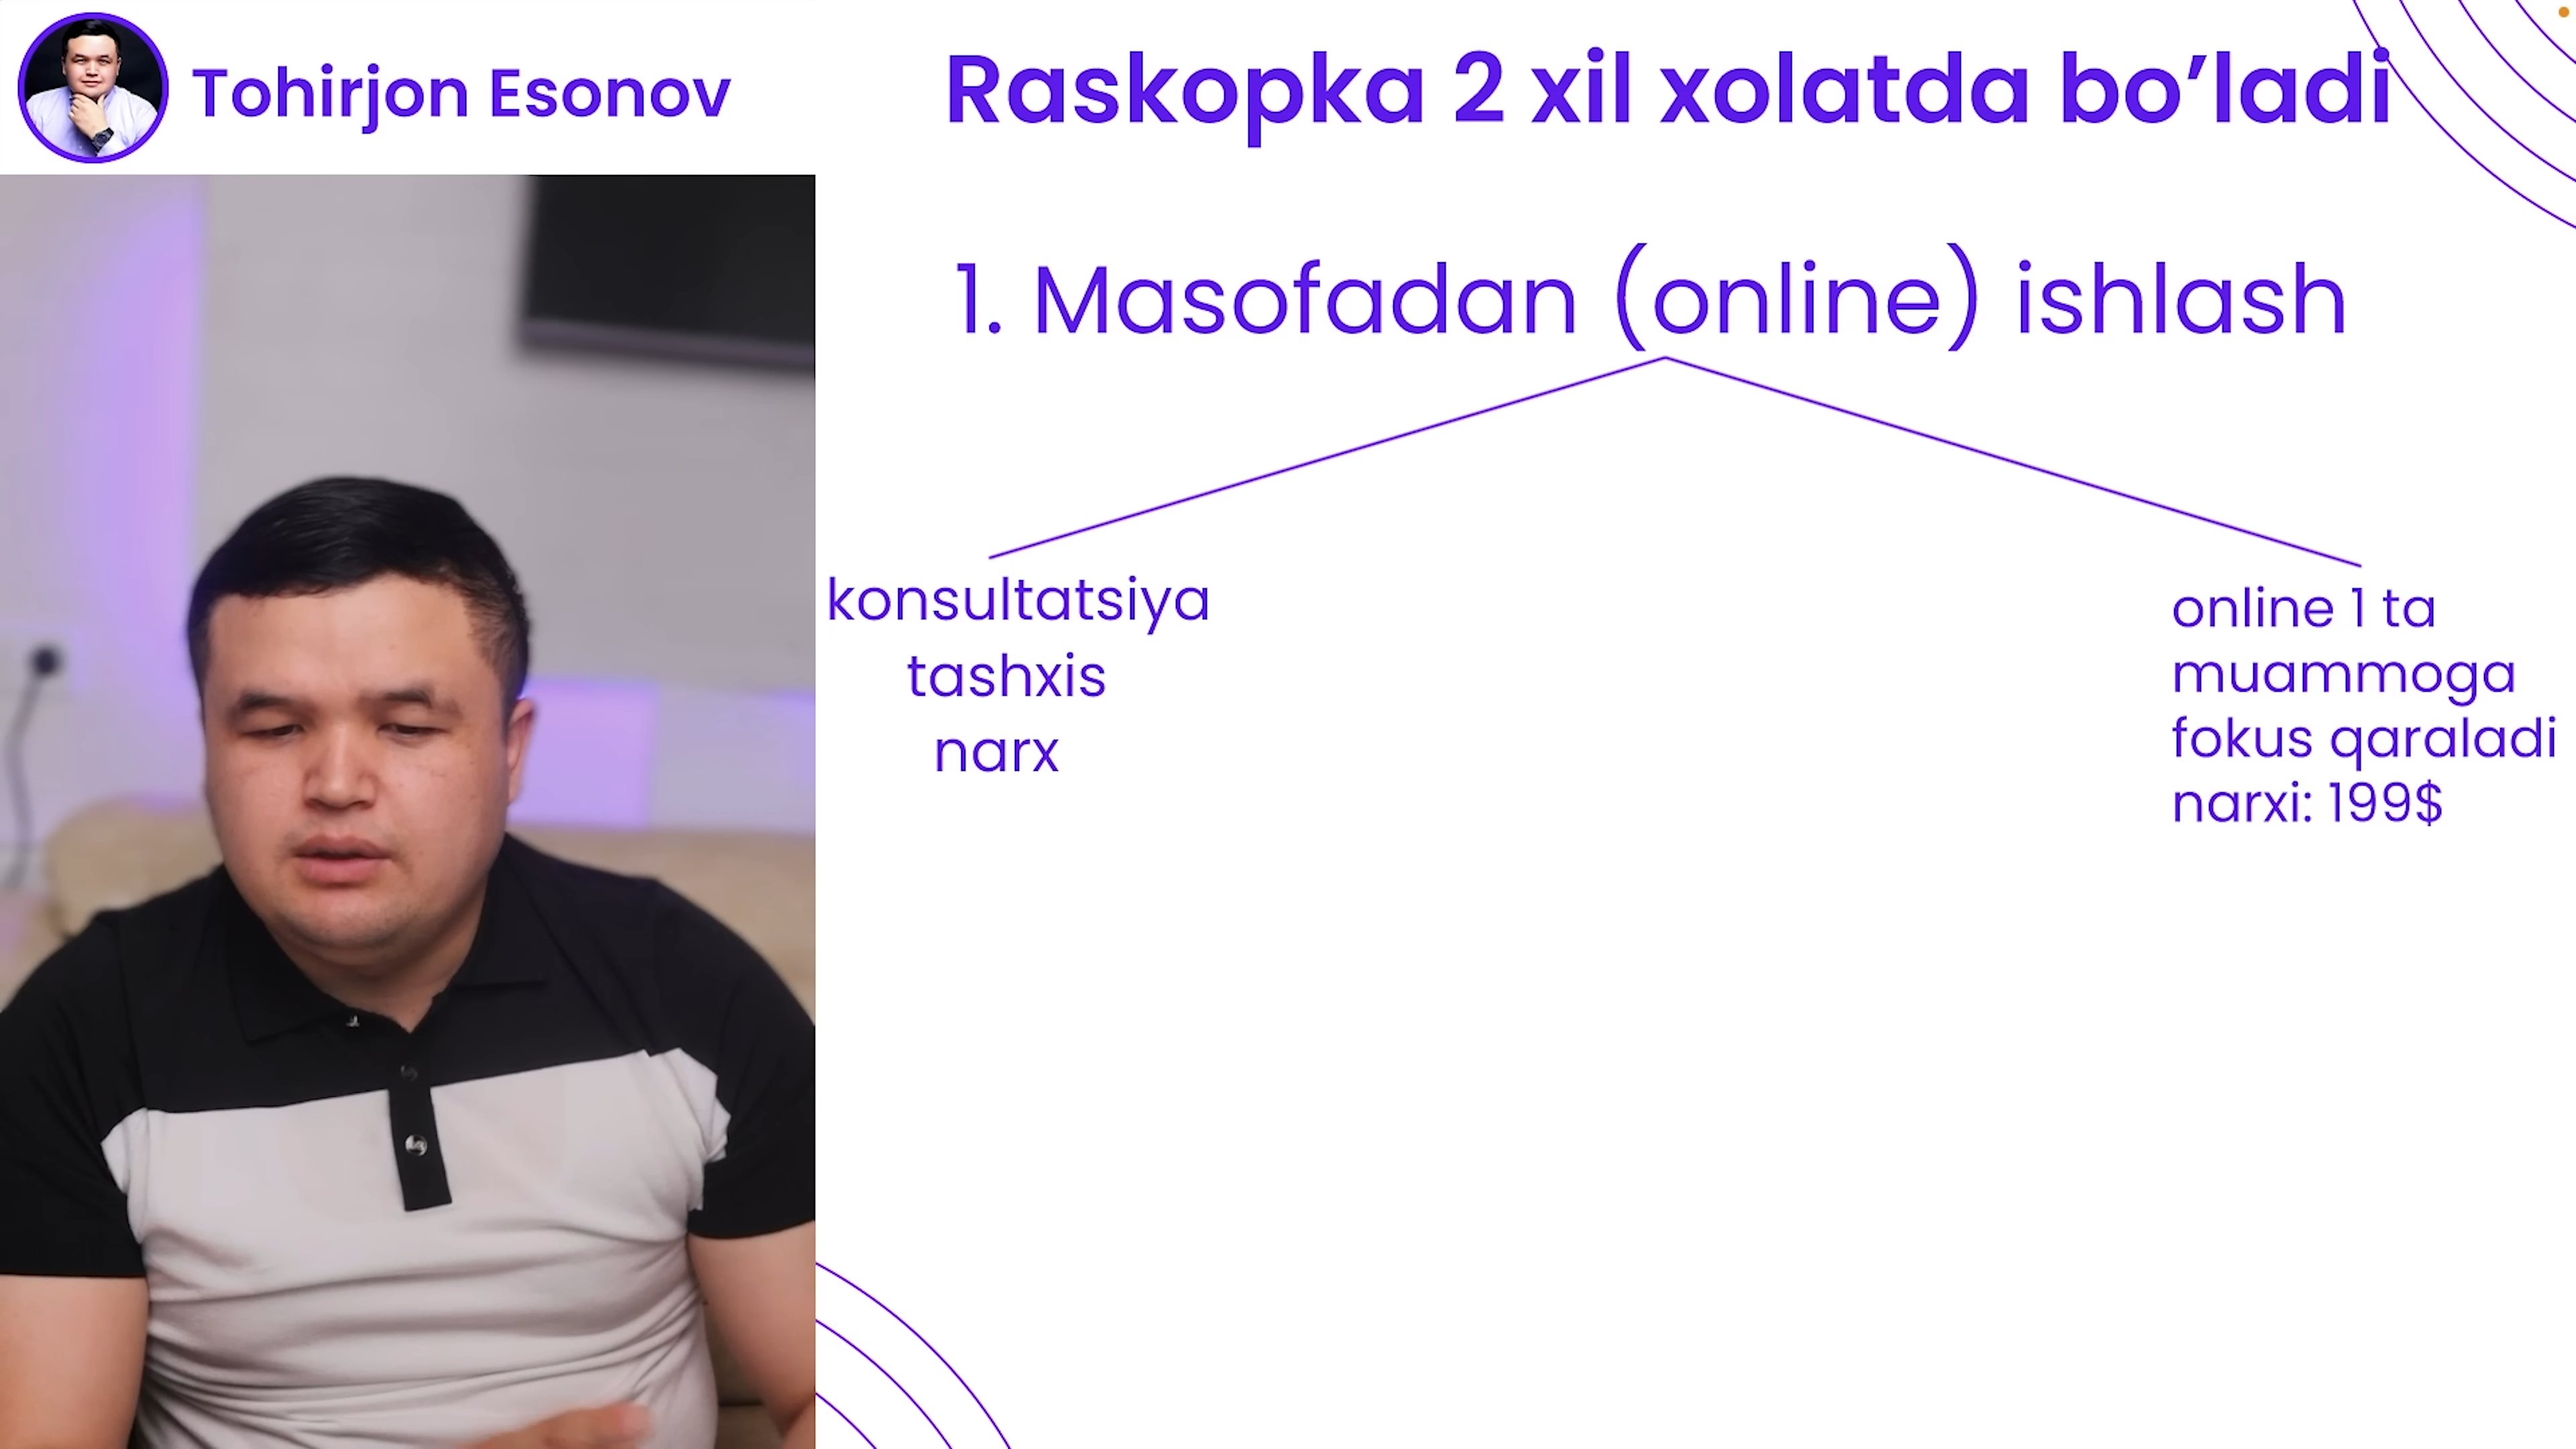 Tohirjon Esonov
Raskopka 2 xil xolatda bo’ladi
1. Masofadan (online) ishlash
konsultatsiya
tashxis
narx
online 1 ta
muammoga
fokus qaraladi
narxi: 199$